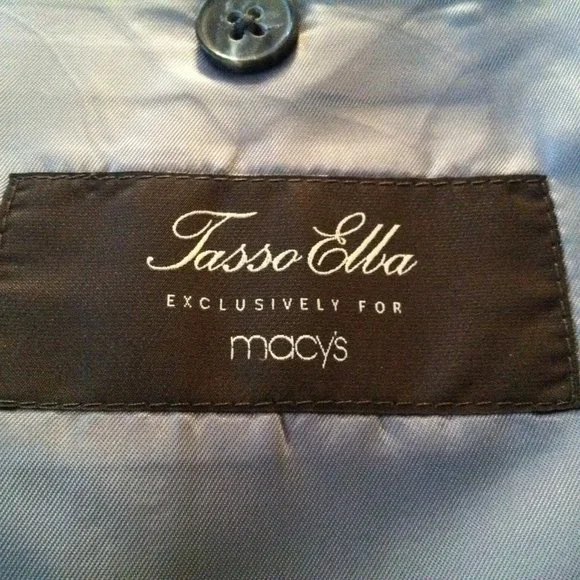 Tasso Elba
EXCLUSIVELY FOR
macy's